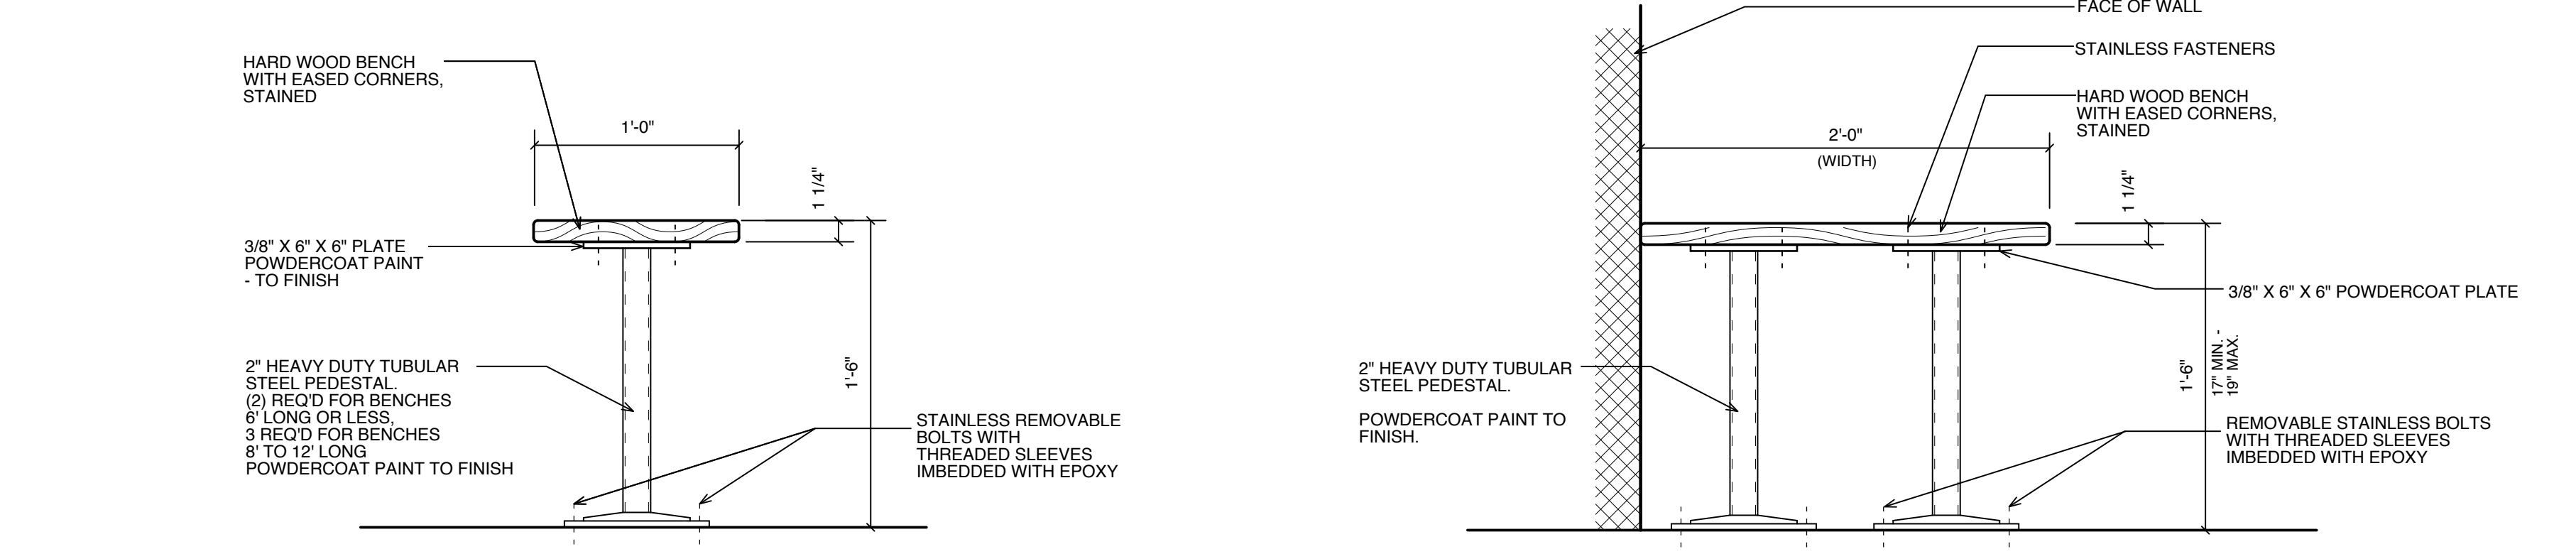 HARD WOOD BENCH
WITH EASED CORNERS,
STAINED
1'-0"
1 1/4"
3/8" X 6" X 6" PLATE
POWDERCOAT PAINT
- TO FINISH
2" HEAVY DUTY TUBULAR
STEEL PEDESTAL.
(2) REQ'D FOR BENCHES
6' LONG OR LESS,
3 REQ'D FOR BENCHES
8' TO 12' LONG
POWDERCOAT PAINT TO FINISH
1'-6"
STAINLESS REMOVABLE
BOLTS WITH
THREADED SLEEVES
IMBEDDED WITH EPOXY
FACE OF WALL
STAINLESS FASTENERS
HARD WOOD BENCH
WITH EASED CORNERS,
STAINED
2'-0"
(WIDTH)
1 1/4"
3/8" X 6" X 6" POWDERCOAT PLATE
2" HEAVY DUTY TUBULAR
STEEL PEDESTAL.
POWDERCOAT PAINT TO
FINISH.
1'-6"
17" MIN. -
19" MAX.
REMOVABLE STAINLESS BOLTS
WITH THREADED SLEEVES
IMBEDDED WITH EPOXY